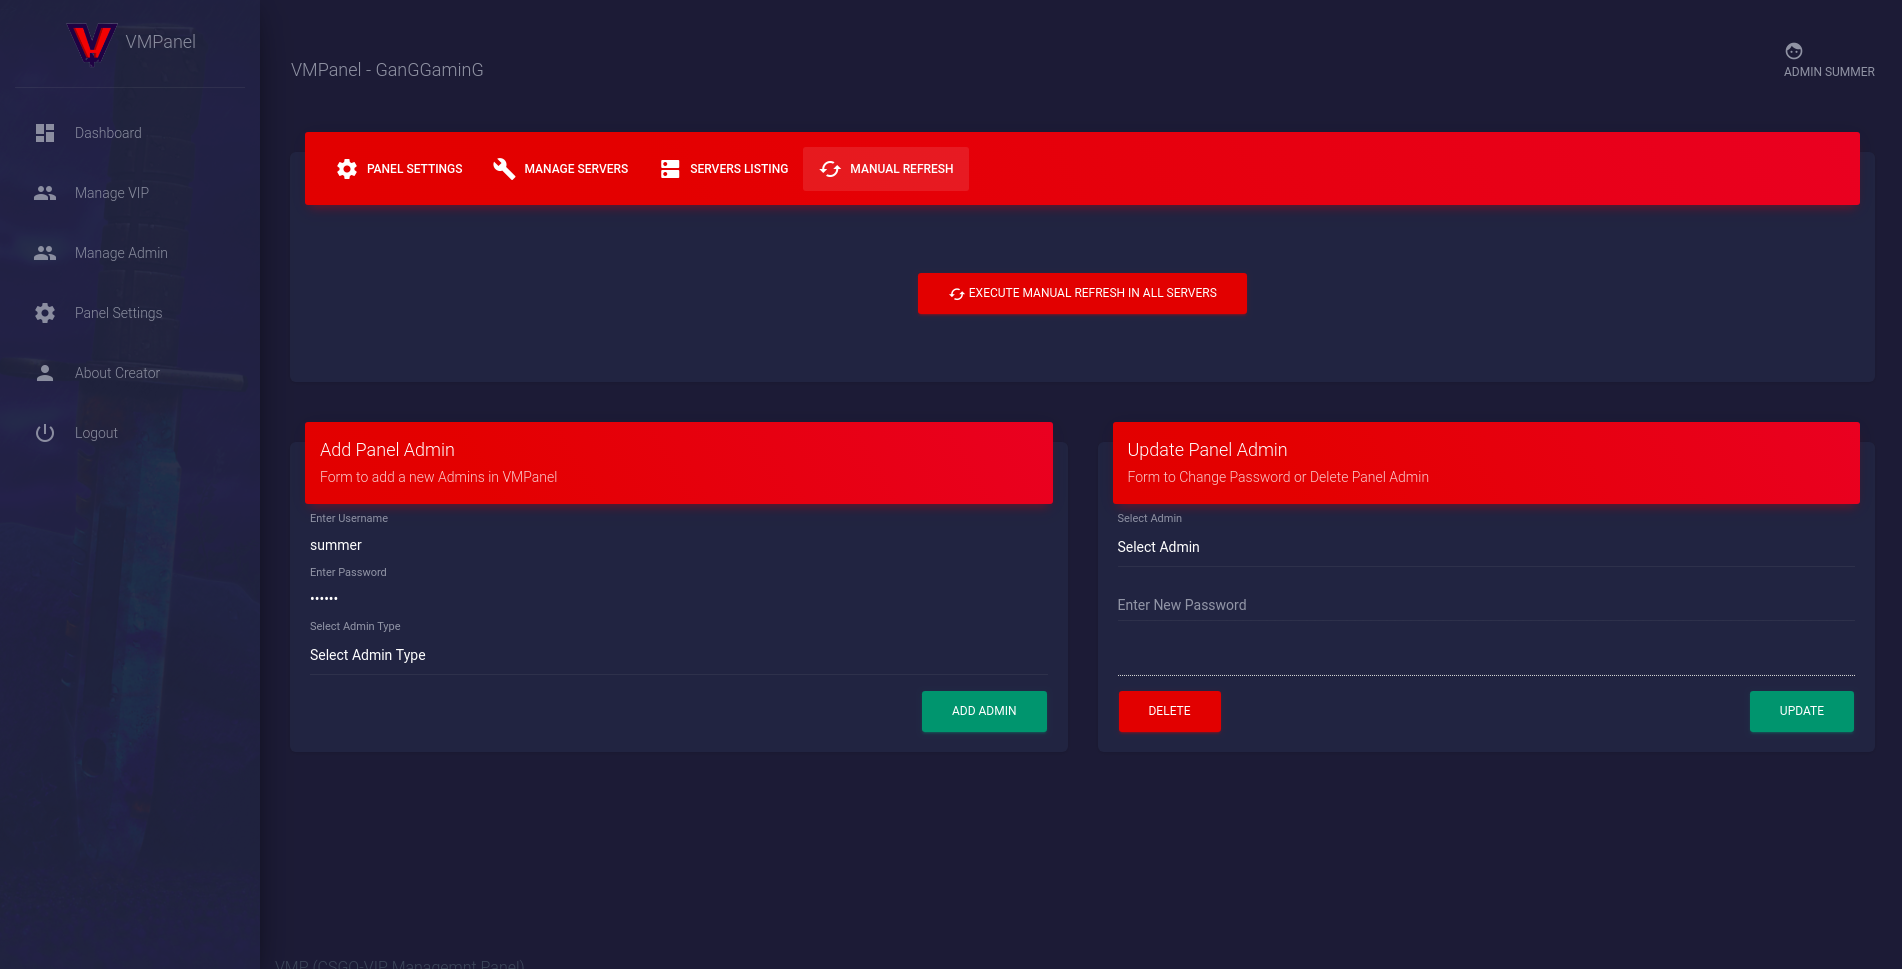 VMPanel
Dashboard
Manage VIP
Manage Admin
Panel Settings
About Creator
Logout
VMPanel - GanGGaminG
ADMIN SUMMER
PANEL SETTINGS
MANAGE SERVERS
SERVERS LISTING
MANUAL REFRESH
EXECUTE MANUAL REFRESH IN ALL SERVERS
Add Panel Admin
Form to add a new Admins in VMPanel
Enter Username
summer
Enter Password
••••••
Select Admin Type
Select Admin Type
ADD ADMIN
Update Panel Admin
Form to Change Password or Delete Panel Admin
Select Admin
Select Admin
Enter New Password
DELETE
UPDATE
VMP (CSGO-VIP Managemnt Panel)